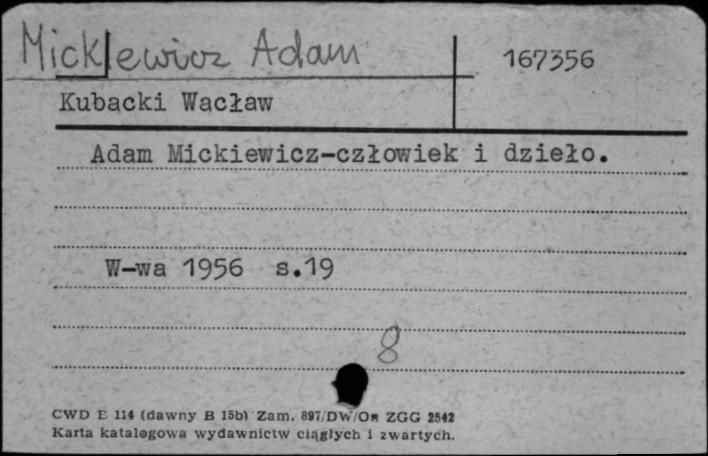 Mickiewicz Adam
167356
Kubacki Wacław
Adam Mickiewicz-człowiek i dzieło.
W-wa 1956 s.19
8
CWD E 114 (dawny B 15b) Zam. 897/DW/Om ZGG 2542
Karta katalogowa wydawnictw ciągłych i zwartych.